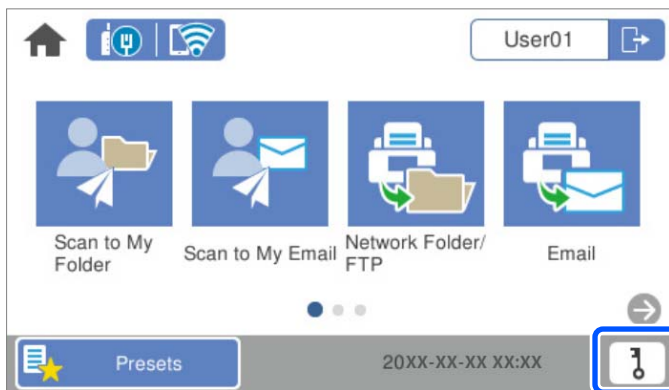 User01
Scan to My
Folder
Scan to My Email
Network Folder/
FTP
Email
Presets
20XX-XX-XX XX:XX